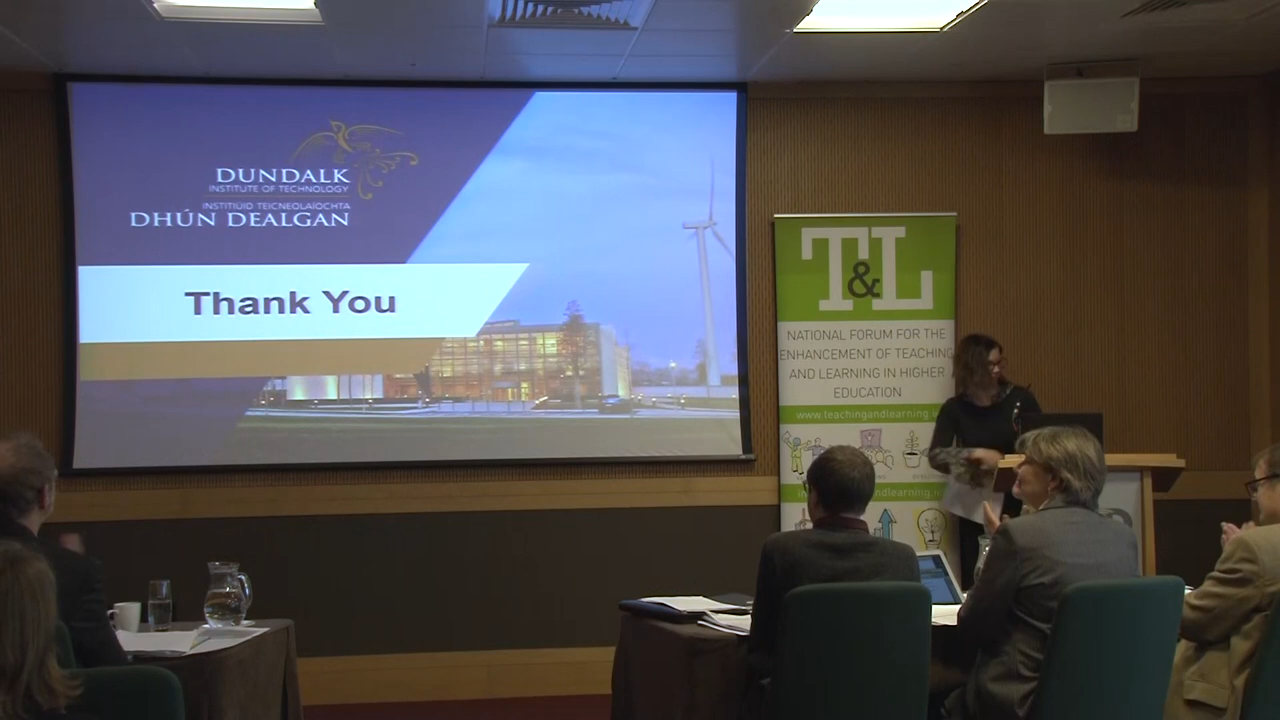 DUNDALK
INSTITUTE OF TECHNOLOGY
INSTITIÚID TEICNEOLAÍOCHTA
DHÚN DEALGAN
Thank You
T&L
NATIONAL FORUM FOR THE
ENHANCEMENT OF TEACHING
AND LEARNING IN HIGHER
EDUCATION
www.teachingandlearning.ie